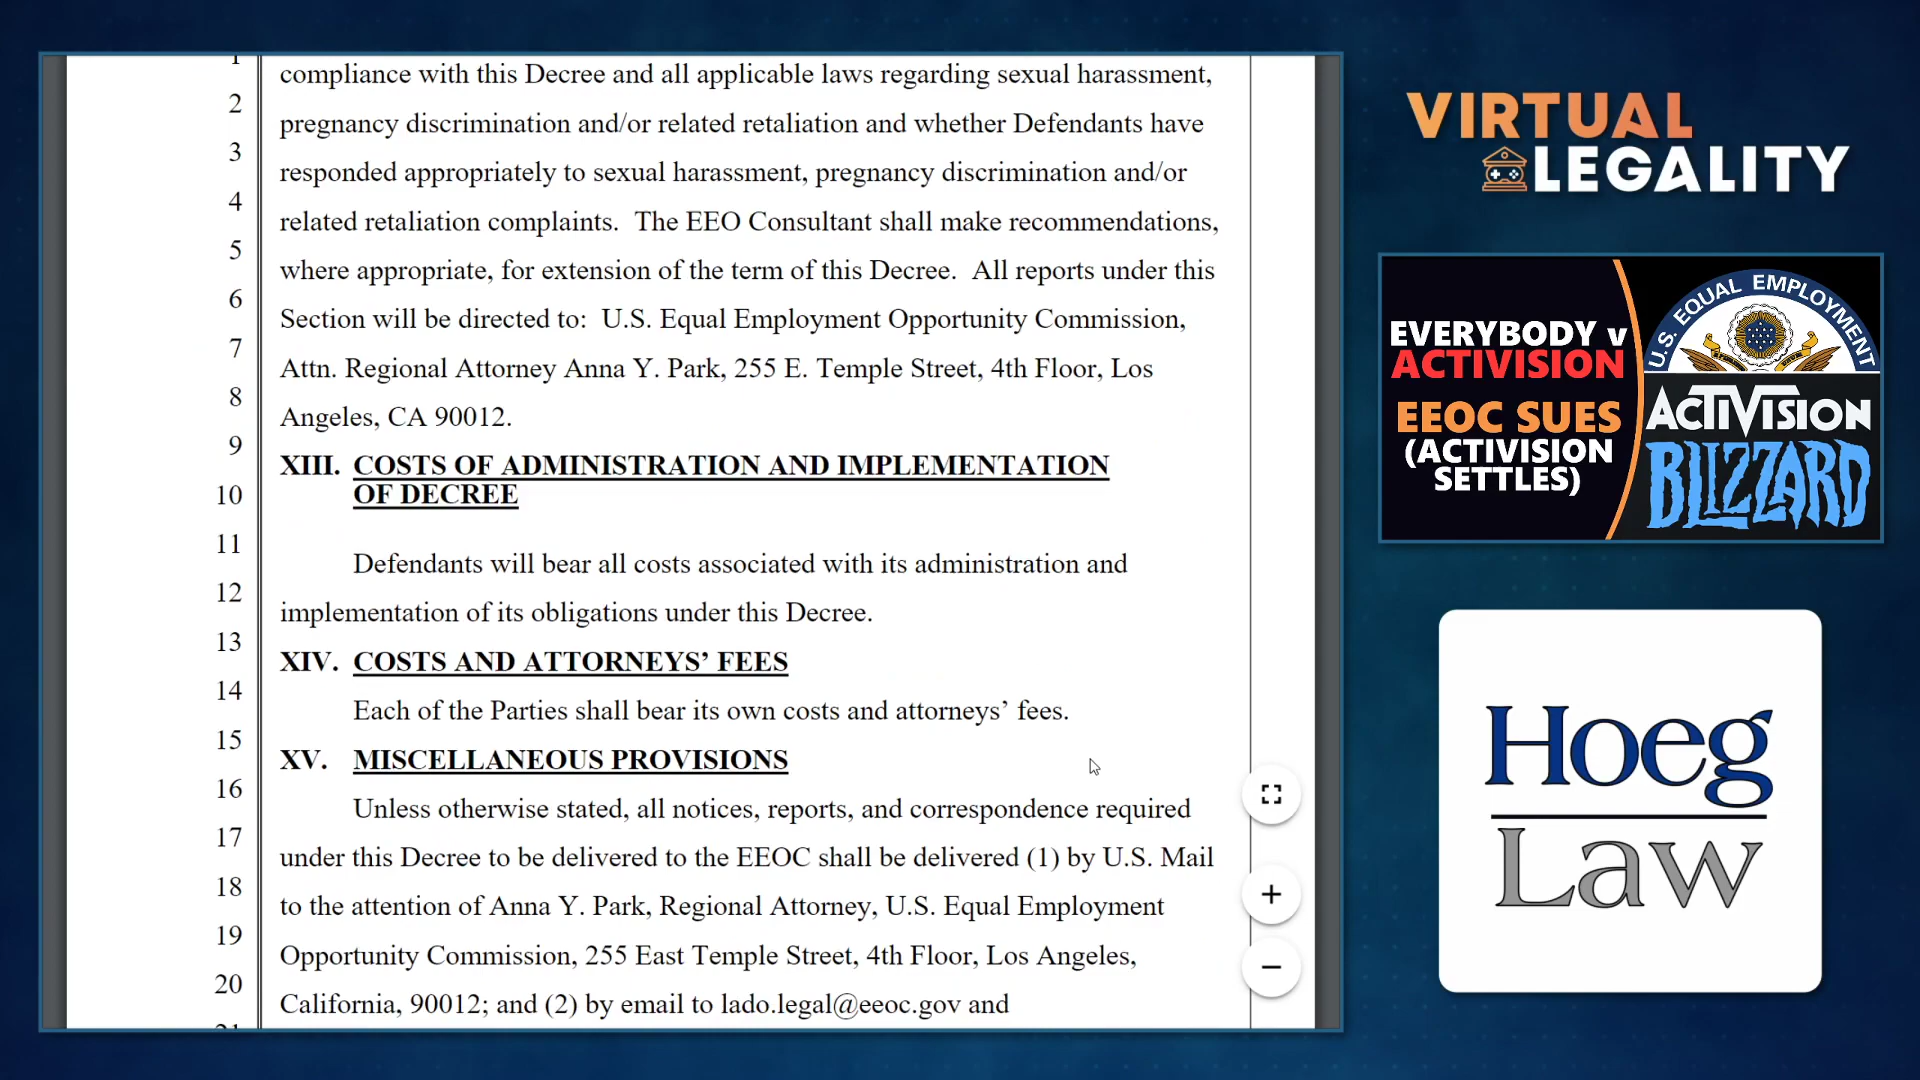 1
compliance with this Decree and all applicable laws regarding sexual harassment,
2
pregnancy discrimination and/or related retaliation and whether Defendants have
3
responded appropriately to sexual harassment, pregnancy discrimination and/or
4
related retaliation complaints. The EEO Consultant shall make recommendations,
5
where appropriate, for extension of the term of this Decree. All reports under this
6
Section will be directed to: U.S. Equal Employment Opportunity Commission,
7
Attn. Regional Attorney Anna Y. Park, 255 E. Temple Street, 4th Floor, Los
8
Angeles, CA 90012.
9
XIII. COSTS OF ADMINISTRATION AND IMPLEMENTATION
10
OF DECREE
11
Defendants will bear all costs associated with its administration and
12
implementation of its obligations under this Decree.
13
XIV. COSTS AND ATTORNEYS’ FEES
14
Each of the Parties shall bear its own costs and attorneys’ fees.
15
XV. MISCELLANEOUS PROVISIONS
16
Unless otherwise stated, all notices, reports, and correspondence required
17
under this Decree to be delivered to the EEOC shall be delivered (1) by U.S. Mail
18
to the attention of Anna Y. Park, Regional Attorney, U.S. Equal Employment
19
Opportunity Commission, 255 East Temple Street, 4th Floor, Los Angeles,
20
California, 90012; and (2) by email to lado.legal@eeoc.gov and
21
VIRTUAL
LEGALITY
EVERYBODY v
ACTIVISION
EEOC SUES
(ACTIVISION
SETTLES)
U.S. EQUAL EMPLOYMENT
ACTIVISION
BLIZZARD
Hoeg
Law